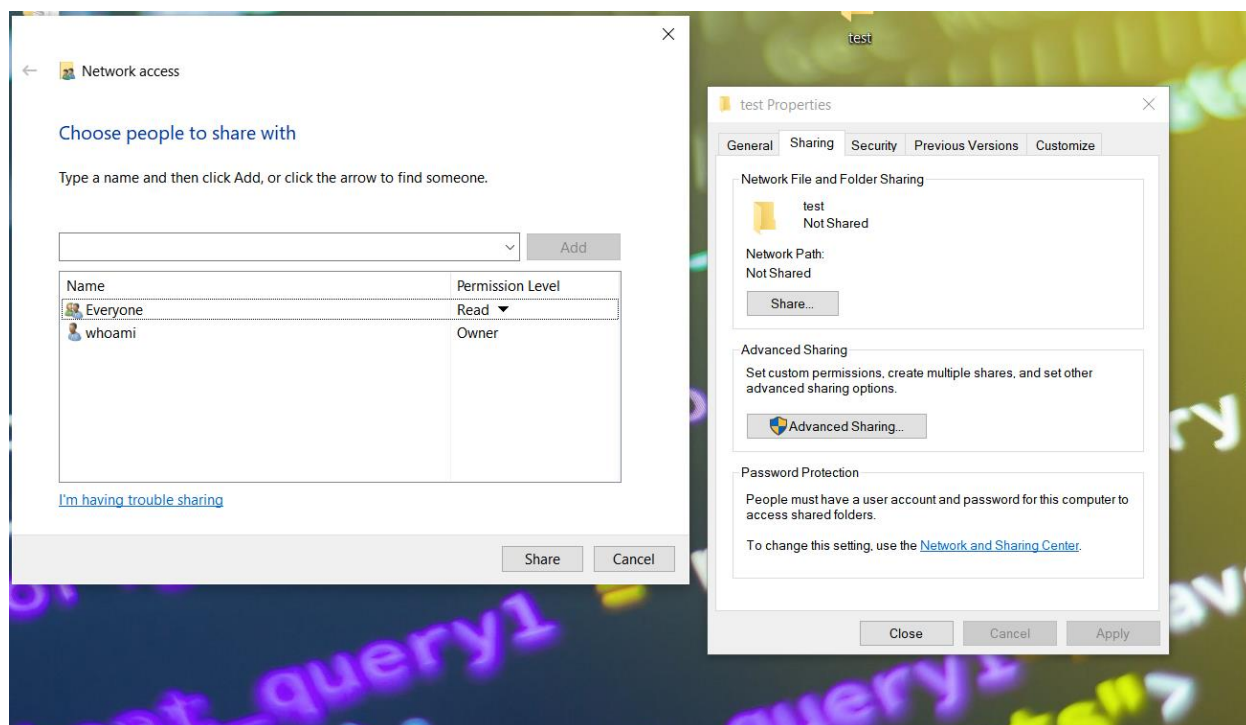 Network access
Choose people to share with
Type a name and then click Add, or click the arrow to find someone.
Add
Name Permission Level
Everyone Read
whoami Owner
I'm having trouble sharing
Share Cancel
test
test Properties
General Sharing Security Previous Versions Customize
Network File and Folder Sharing
test
Not Shared
Network Path:
Not Shared
Share...
Advanced Sharing
Set custom permissions, create multiple shares, and set other
advanced sharing options.
Advanced Sharing...
Password Protection
People must have a user account and password for this computer to
access shared folders.
To change this setting, use the Network and Sharing Center.
Close Cancel Apply
query1